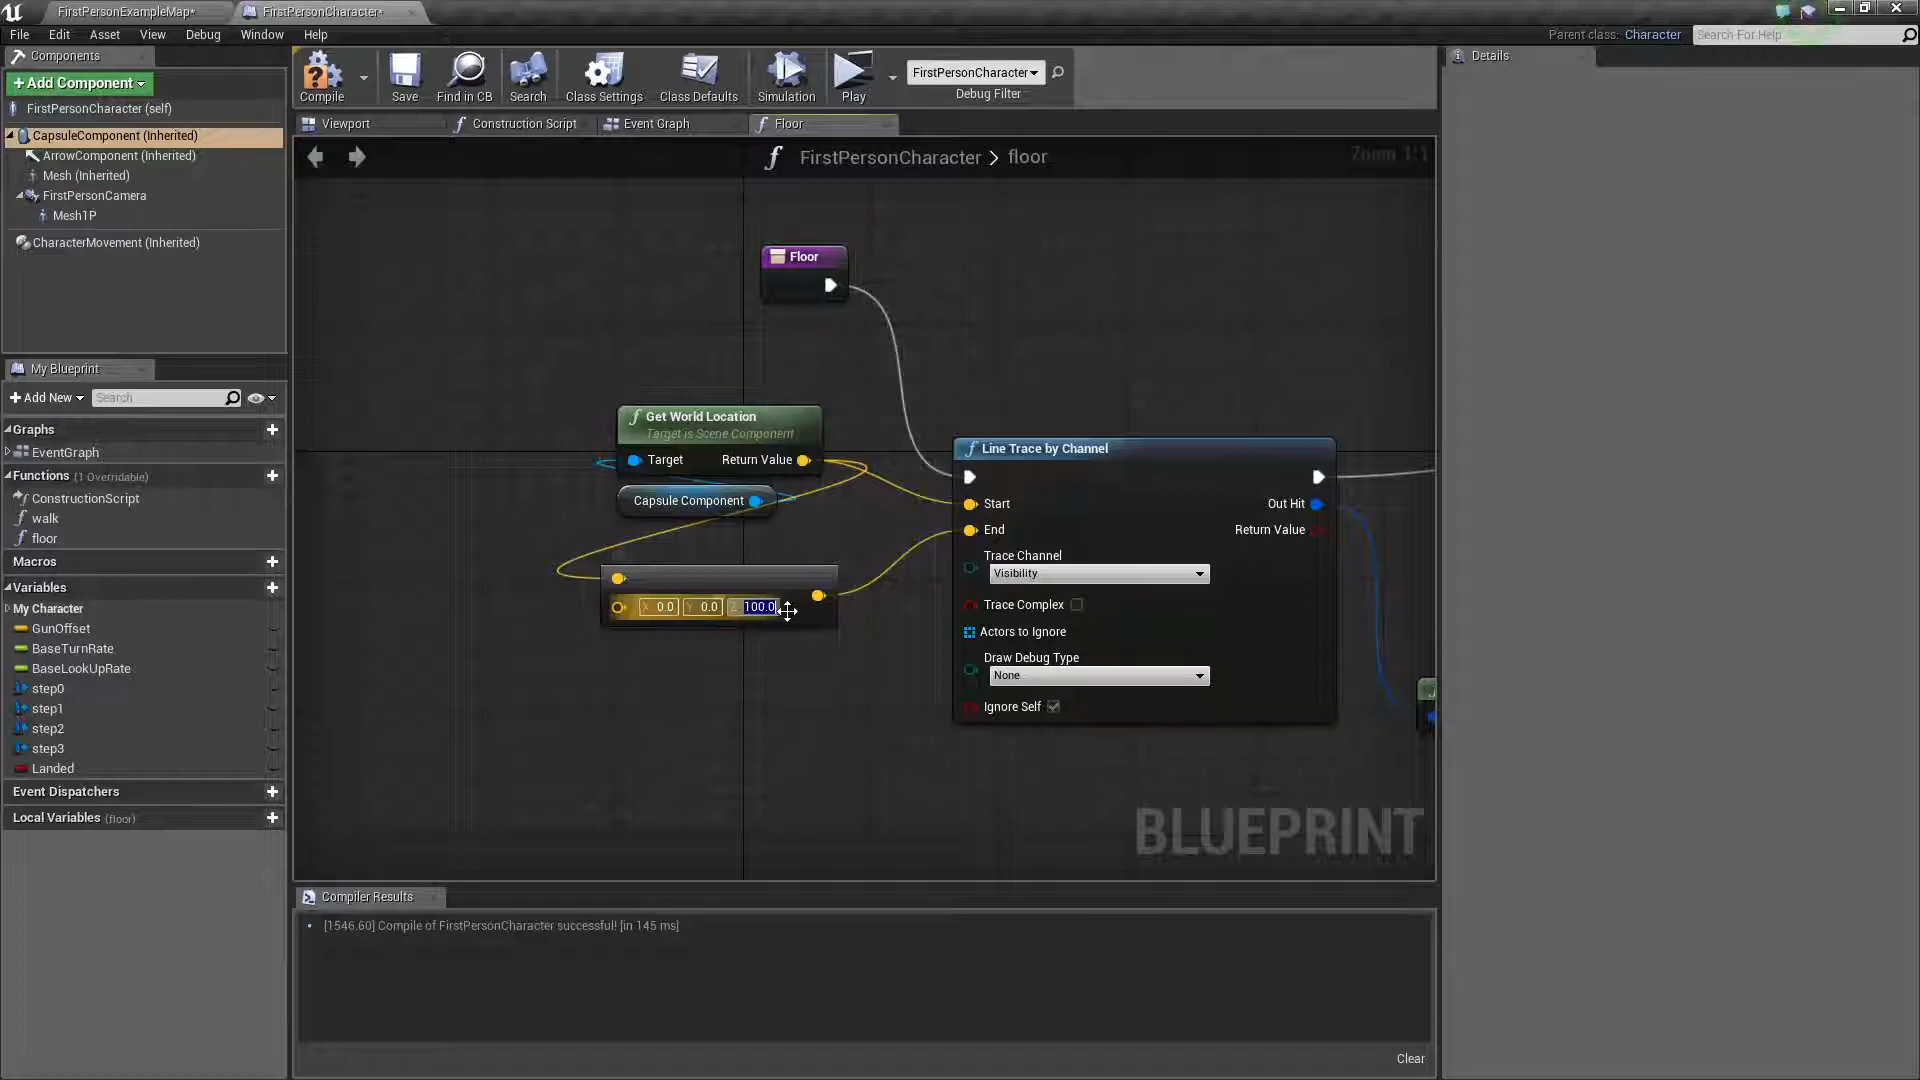 FirstPersonExampleMap*
FirstPersonCharacter*
File Edit Asset View Debug Window Help
Parent class: Character
Search For Help
Components
+Add Component
FirstPersonCharacter (self)
CapsuleComponent (Inherited)
ArrowComponent (Inherited)
Mesh (Inherited)
FirstPersonCamera
Mesh1P
CharacterMovement (Inherited)
My Blueprint
+Add New
Search
Graphs
EventGraph
Functions (1 Overridable)
ConstructionScript
walk
floor
Macros
Variables
My Character
GunOffset
BaseTurnRate
BaseLookUpRate
step0
step1
step2
step3
Landed
Event Dispatchers
Local Variables (floor)
Compile
Save
Find in CB
Search
Class Settings
Class Defaults
Simulation
Play
FirstPersonCharacter
Debug Filter
Viewport
Construction Script
Event Graph
Floor
FirstPersonCharacter > floor
Zoom 1:1
Floor
Get World Location
Target is Scene Component
Target
Return Value
Capsule Component
X 0.0 Y 0.0 Z 100.0
Line Trace by Channel
Start
Out Hit
End
Return Value
Trace Channel
Visibility
Trace Complex
Actors to Ignore
Draw Debug Type
None
Ignore Self
BLUEPRINT
Compiler Results
[1546.60] Compile of FirstPersonCharacter successful! [in 145 ms]
Clear
Details